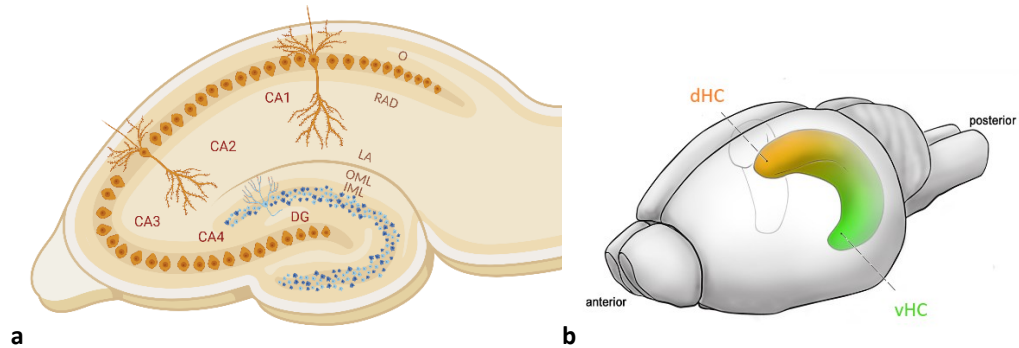 O
CA1
RAD
CA2
LA
OML
IML
CA3
DG
CA4
a
dHC
posterior
anterior
vHC
b